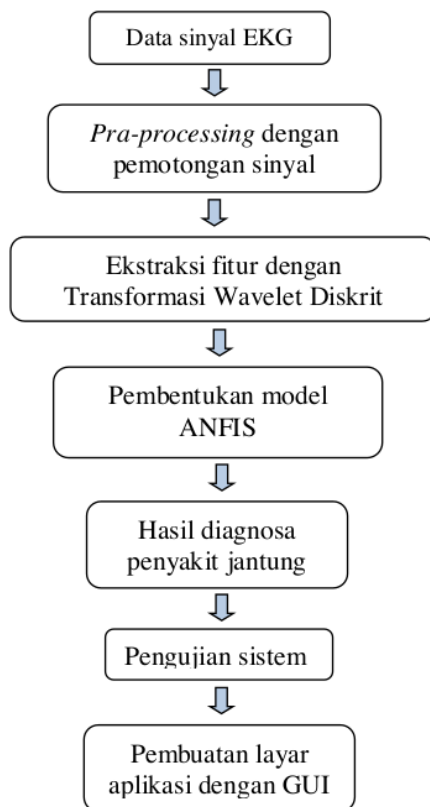 Data sinyal EKG
Pra-processing dengan
pemotongan sinyal
Ekstraksi fitur dengan
Transformasi Wavelet Diskrit
Pembentukan model
ANFIS
Hasil diagnosa
penyakit jantung
Pengujian sistem
Pembuatan layar
aplikasi dengan GUI